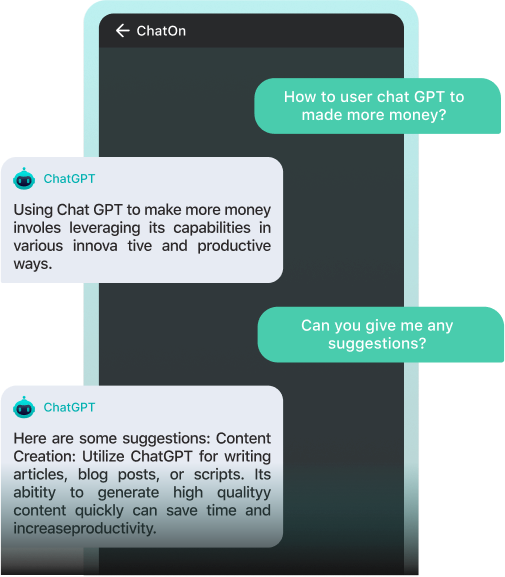 ChatOn
How to user chat GPT to
made more money?
ChatGPT
Using Chat GPT to make more money
involes leveraging its capabilities in
various innova tive and productive
ways.
Can you give me any
suggestions?
ChatGPT
Here are some suggestions: Content
Creation: Utilize ChatGPT for writing
articles, blog posts, or scripts. Its
abitity to generate high qualityy
content quickly can save time and
increaseproductivity.